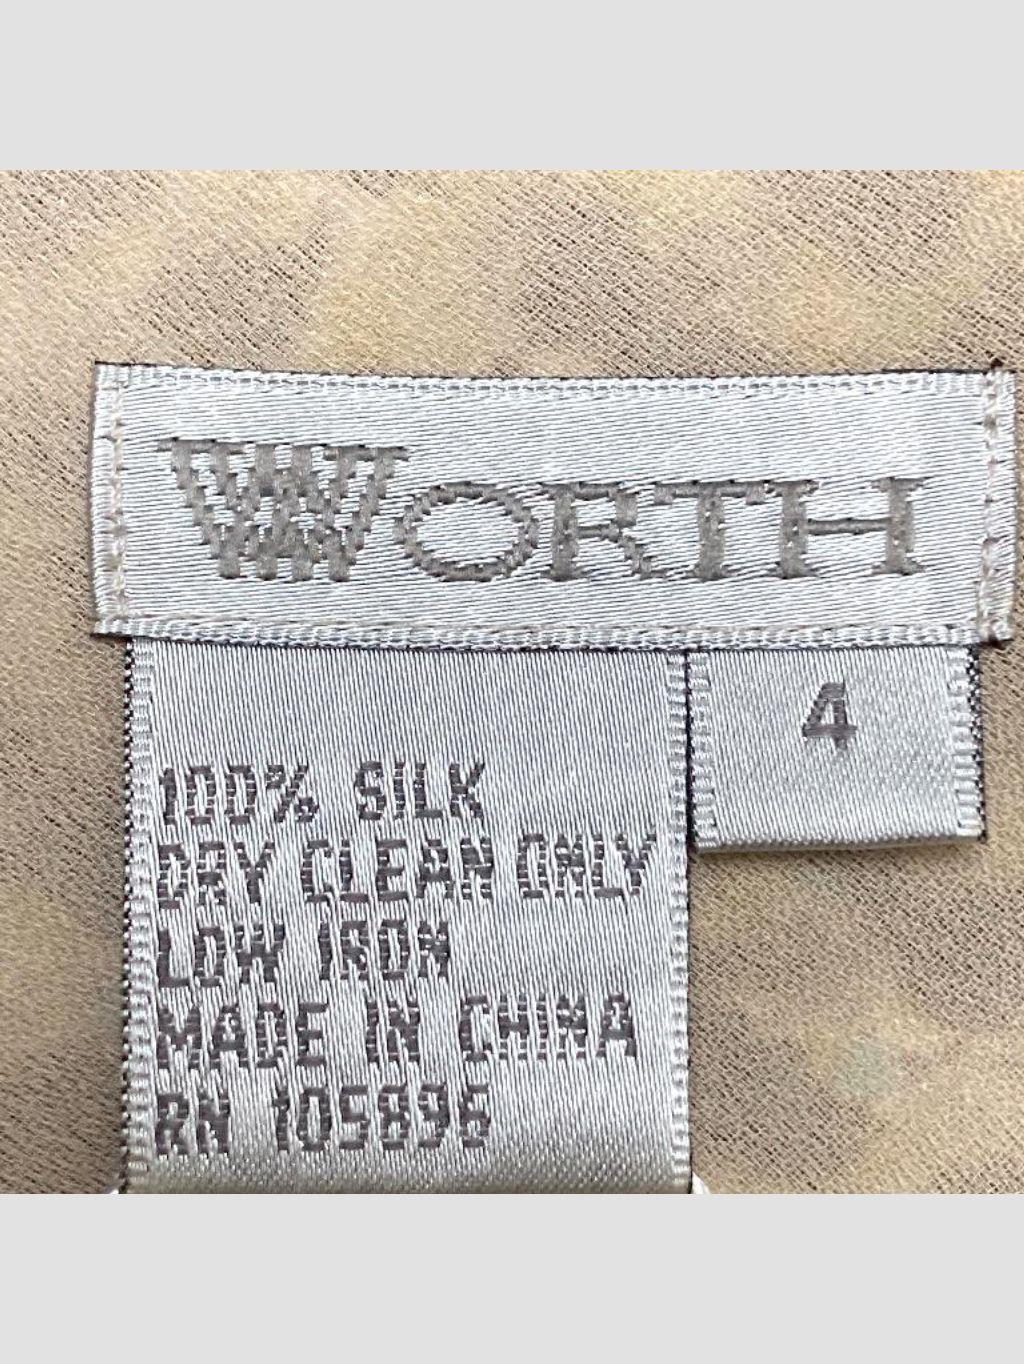 WORTH
4
100% SILK
DRY CLEAN ONLY
LOW IRON
MADE IN CHINA
RN 105896